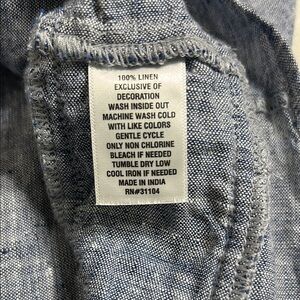 100% LINEN
EXCLUSIVE OF
DECORATION
WASH INSIDE OUT
MACHINE WASH COLD
WITH LIKE COLORS
GENTLE CYCLE
ONLY NON CHLORINE
BLEACH IF NEEDED
TUMBLE DRY LOW
COOL IRON IF NEEDED
MADE IN INDIA
RN#31104